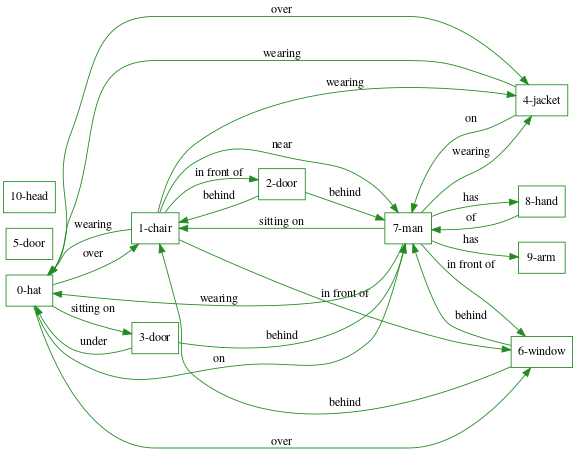 over
wearing
wearing
4-jacket
on
near
wearing
in front of
2-door
10-head
behind
behind
has
8-hand
of
wearing
1-chair
sitting on
7-man
5-door
over
has
9-arm
in front of
0-hat
wearing
in front of
sitting on
behind
3-door
behind
under
6-window
on
behind
over